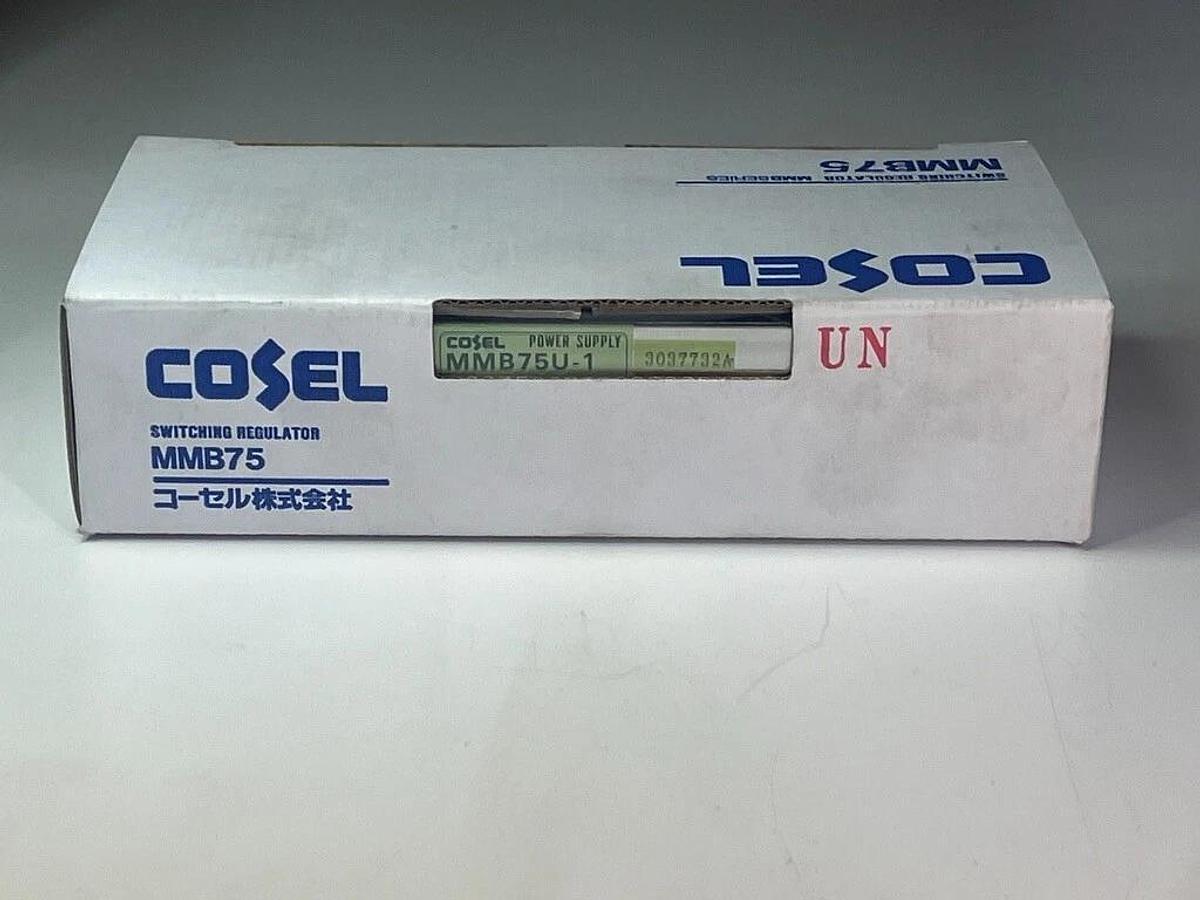 MMB75
SWITCHING REGULATOR MMB SERIES
COSEL
COSEL
SWITCHING REGULATOR
MMB75
コーセル株式会社
COSEL POWER SUPPLY
MMB75U-1
3037732A
UN